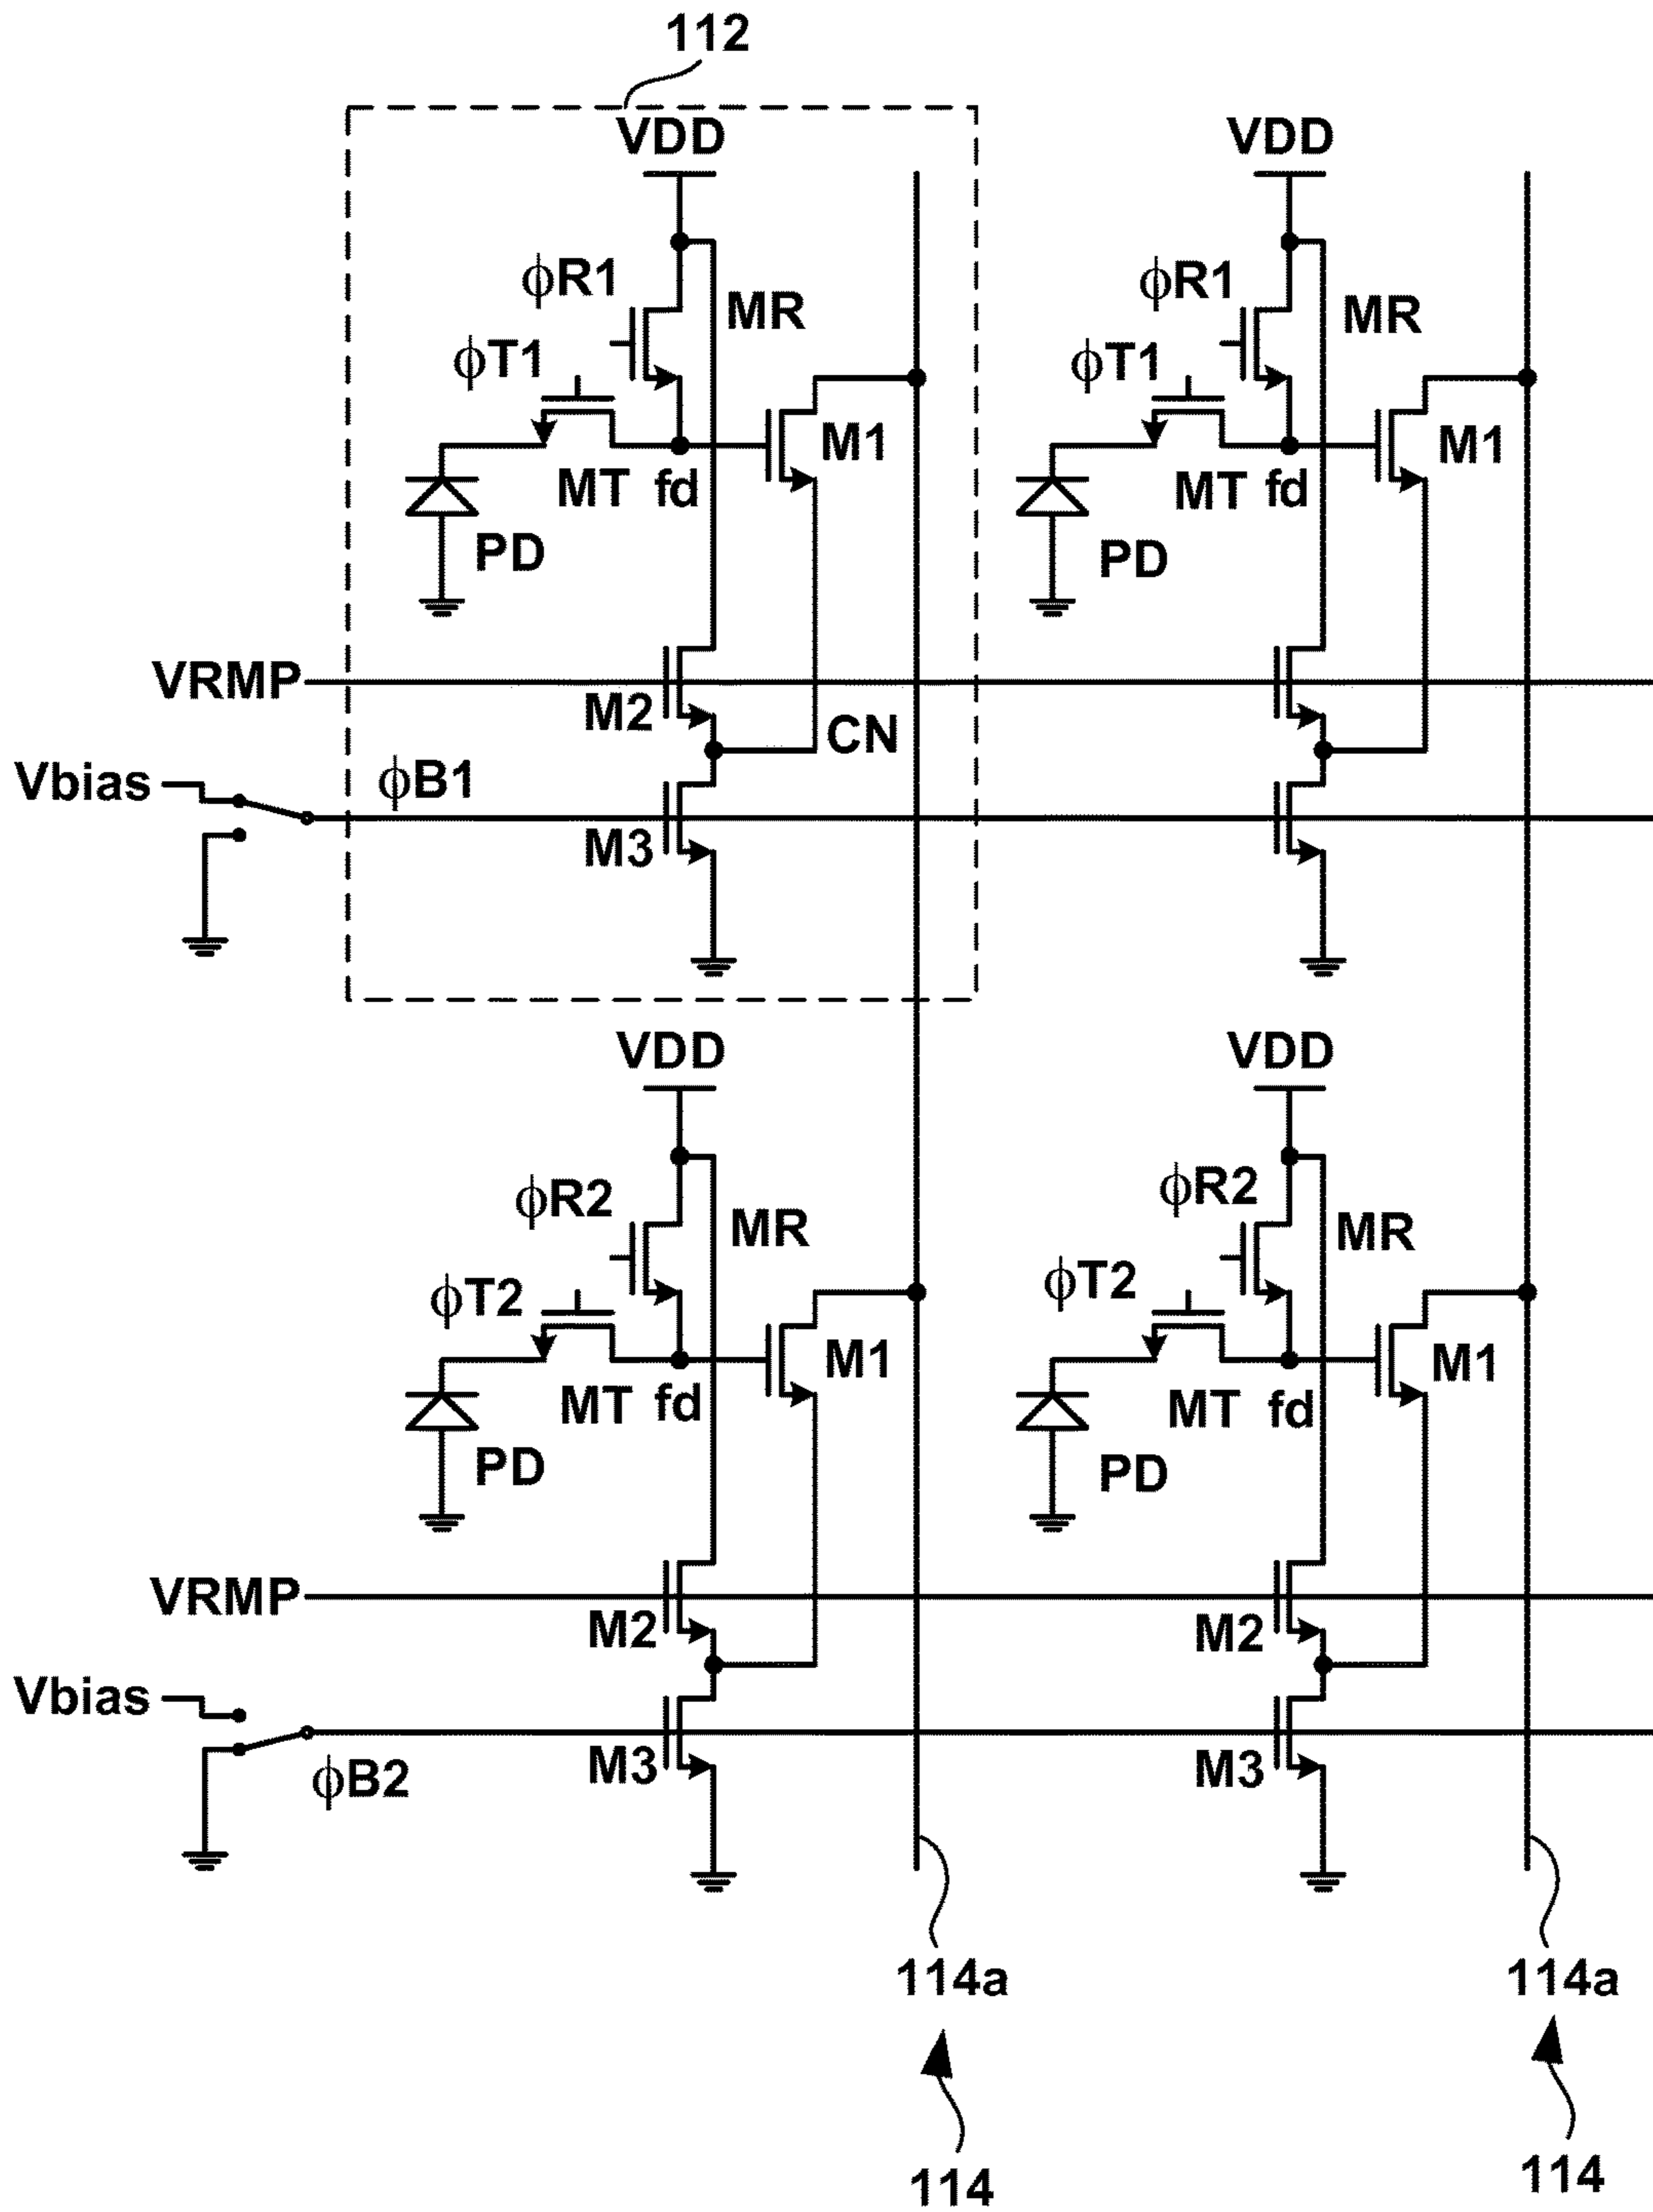 112
VDD VDD
ϕR1 ϕR1
MR MR
ϕT1 ϕT1
M1 M1
MT fd MT fd
PD PD
VRMP
M2
CN
Vbias
ϕB1
M3
VDD VDD
ϕR2 ϕR2
MR MR
ϕT2 ϕT2
M1 M1
MT fd MT fd
PD PD
VRMP
M2 M2
Vbias
M3 M3
ϕB2
114a 114a
114 114